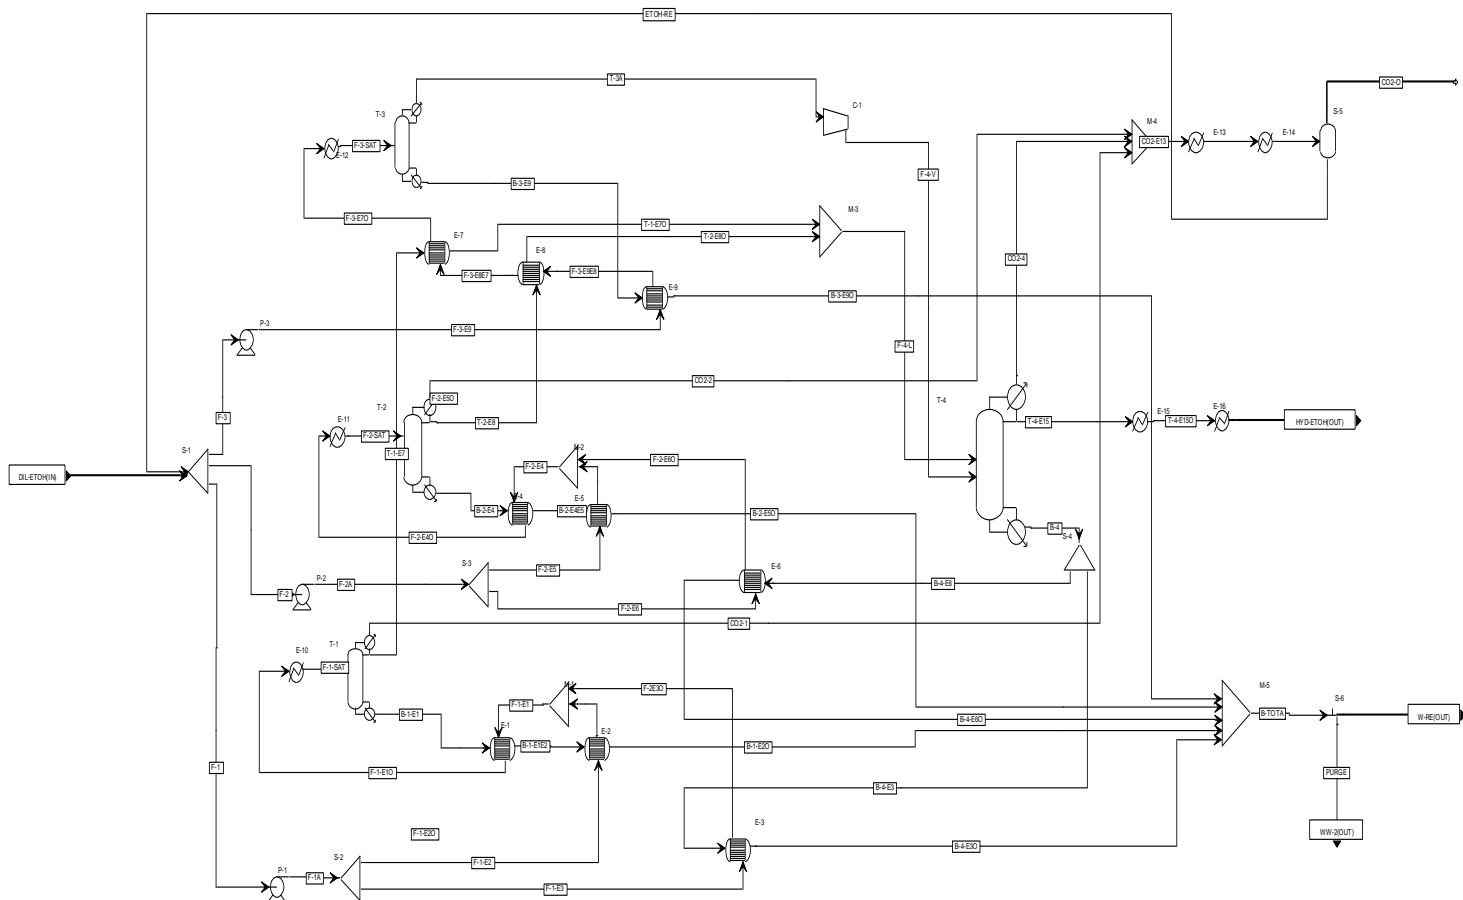 ETOH-RE
T-3A
CO2-O
C-1
S-5
T-3
M-4
E-13
E-14
CO2-E13
F-3-SAT
E-12
F-4-V
B-3-E9
F-3-E7O
T-1-E7O
M-3
E-7
T-2-E8O
E-8
CO2-4
F-3-E8E7
F-3-E9E8
E-9
B-3-E9O
P-3
F-3-E9
F-4-L
CO2-2
F-2-E5O
T-4
T-2
E-15
E-16
F-3
E-11
T-2-E8
T-4-E15
T-4-E15O
HYD-ETOH(OUT)
F-2-SAT
S-1
M-2
T-1-E7
F-2-E6O
F-2-E4
DIL-ETOH(IN)
E-5
B-2-E4
B-2-E4E5
B-2-E5O
B-4
S-4
F-2-E4O
S-3
F-2-E5
E-6
P-2
F-2A
B-4-E6
F-2
F-2-E6
CO2-1
T-1
E-10
F-1-SAT
M-5
F-2E3O
S-6
F-1-E1
B-1-E1
B-TOTA
W-RE(OUT)
B-4-E6O
E-1
E-2
B-1-E1E2
B-1-E2O
F-1
F-1-E1O
PURGE
B-4-E3
E-3
F-1-E2O
WW-2(OUT)
B-4-E3O
S-2
F-1-E2
P-1
F-1A
F-1-E3